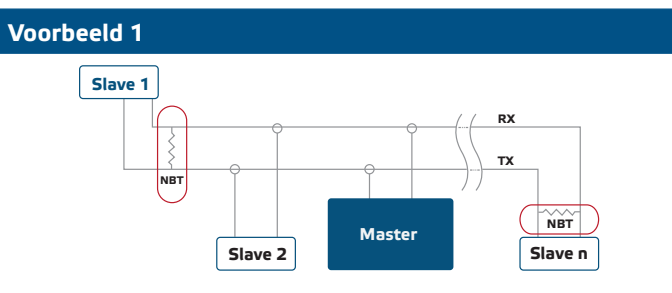 Voorbeeld 1
Slave 1
RX
TX
NBT
NBT
Master
Slave 2
Slave n